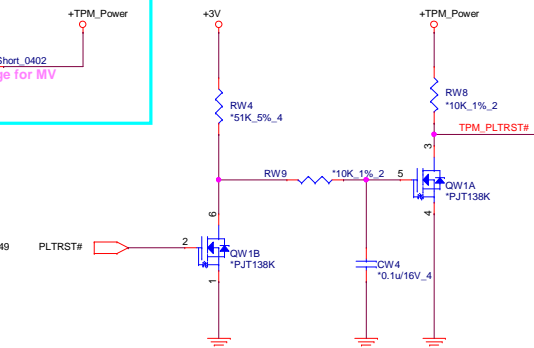 +TPM_Power
+3V
+TPM_Power
Short_0402
ge for MV
RW4
*51K_5%_4
RW8
*10K_1%_2
TPM_PLTRST#
3
RW9
*10K_1%_2
5
QW1A
*PJT138K
4
6
49
PLTRST#
2
QW1B
*PJT138K
1
CW4
*0.1u/16V_4